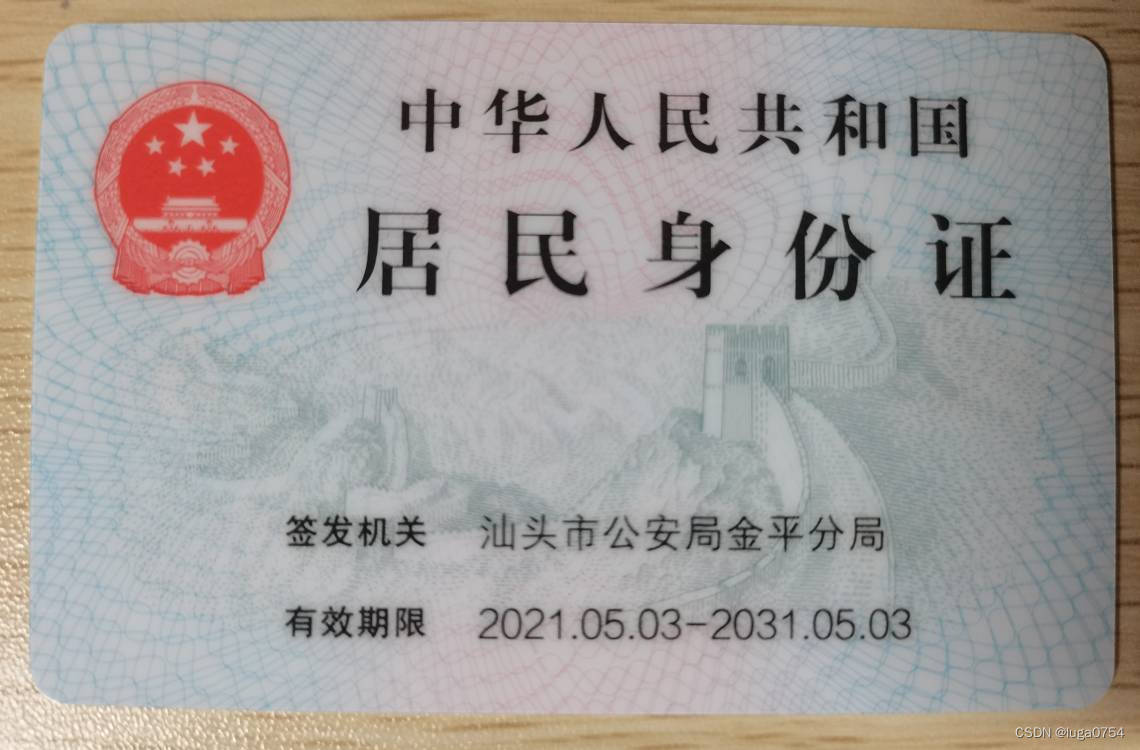 中华人民共和国
居民身份证
签发机关 汕头市公安局金平分局
有效期限 2021.05.03-2031.05.03
CSDN @luga0754